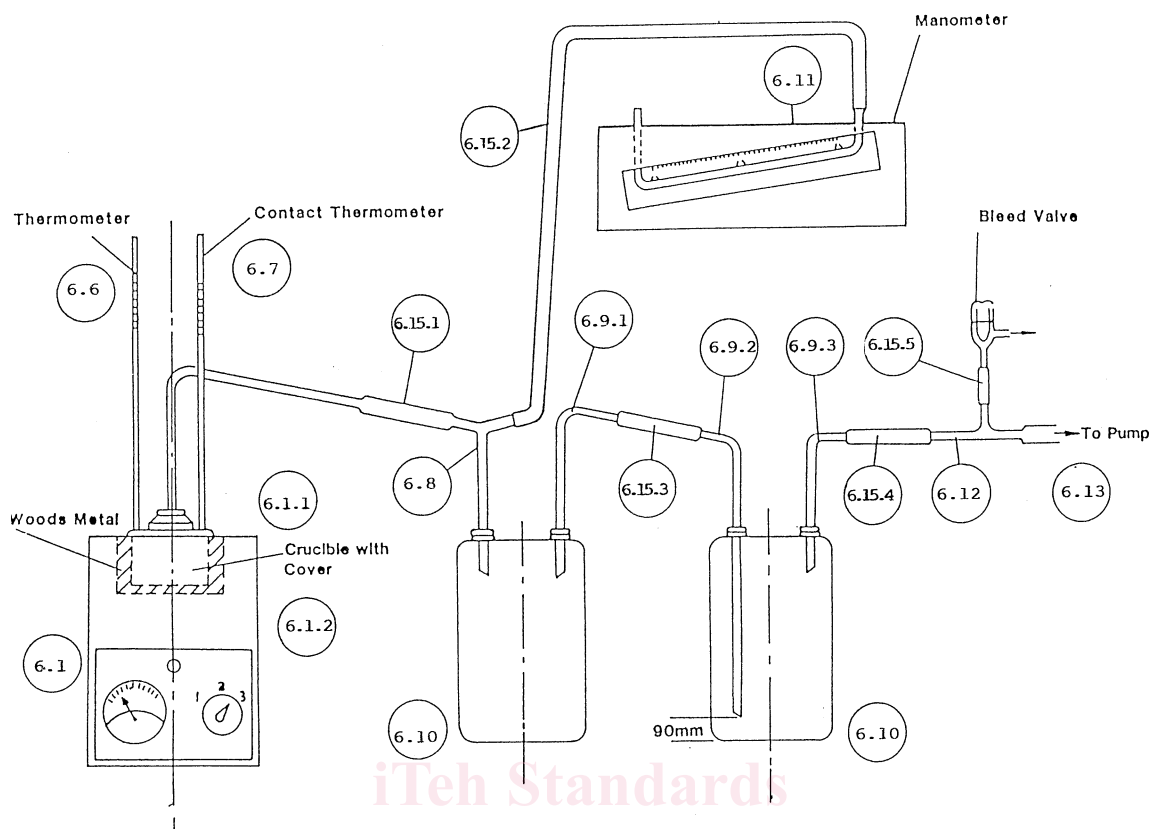 Manometer
6.11
6.15.2
Bleed Valve
Thermometer
Contact Thermometer
6.6
6.7
6.15.1
6.9.1
6.9.2
6.9.3
6.15.5
To Pump
6.8
6.15.3
6.15.4
6.12
6.13
6.1.1
Woods Metal
Crucible with
Cover
6.1.2
6.1
1 2 3
90mm
6.10
6.10
iTeh Standards